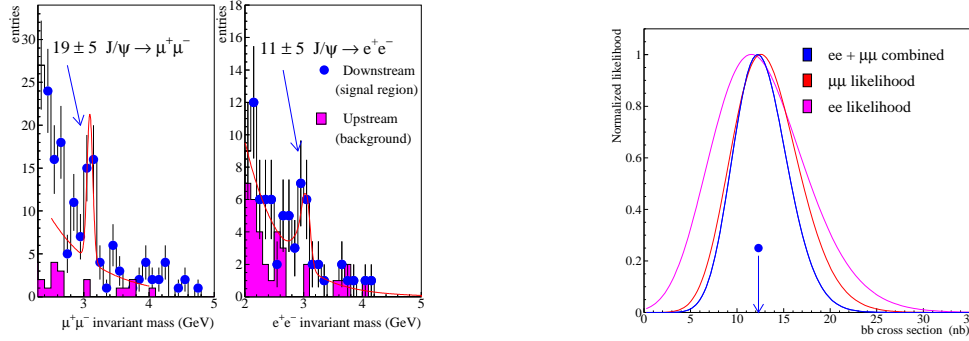 entries
19 ± 5 J/ψ → μ⁺μ⁻
30
25
20
15
10
5
0
3
4
μ⁺μ⁻ invariant mass (GeV)
entries
11 ± 5 J/ψ → e⁺e⁻
Downstream
(signal region)
Upstream
(background)
18
16
14
12
10
8
6
4
2
0
2
3
4
5
e⁺e⁻ invariant mass (GeV)
Normalized likelihood
ee + μμ combined
μμ likelihood
ee likelihood
1
0.8
0.6
0.4
0.2
0
0
5
10
15
20
25
30
bb cross section (nb)